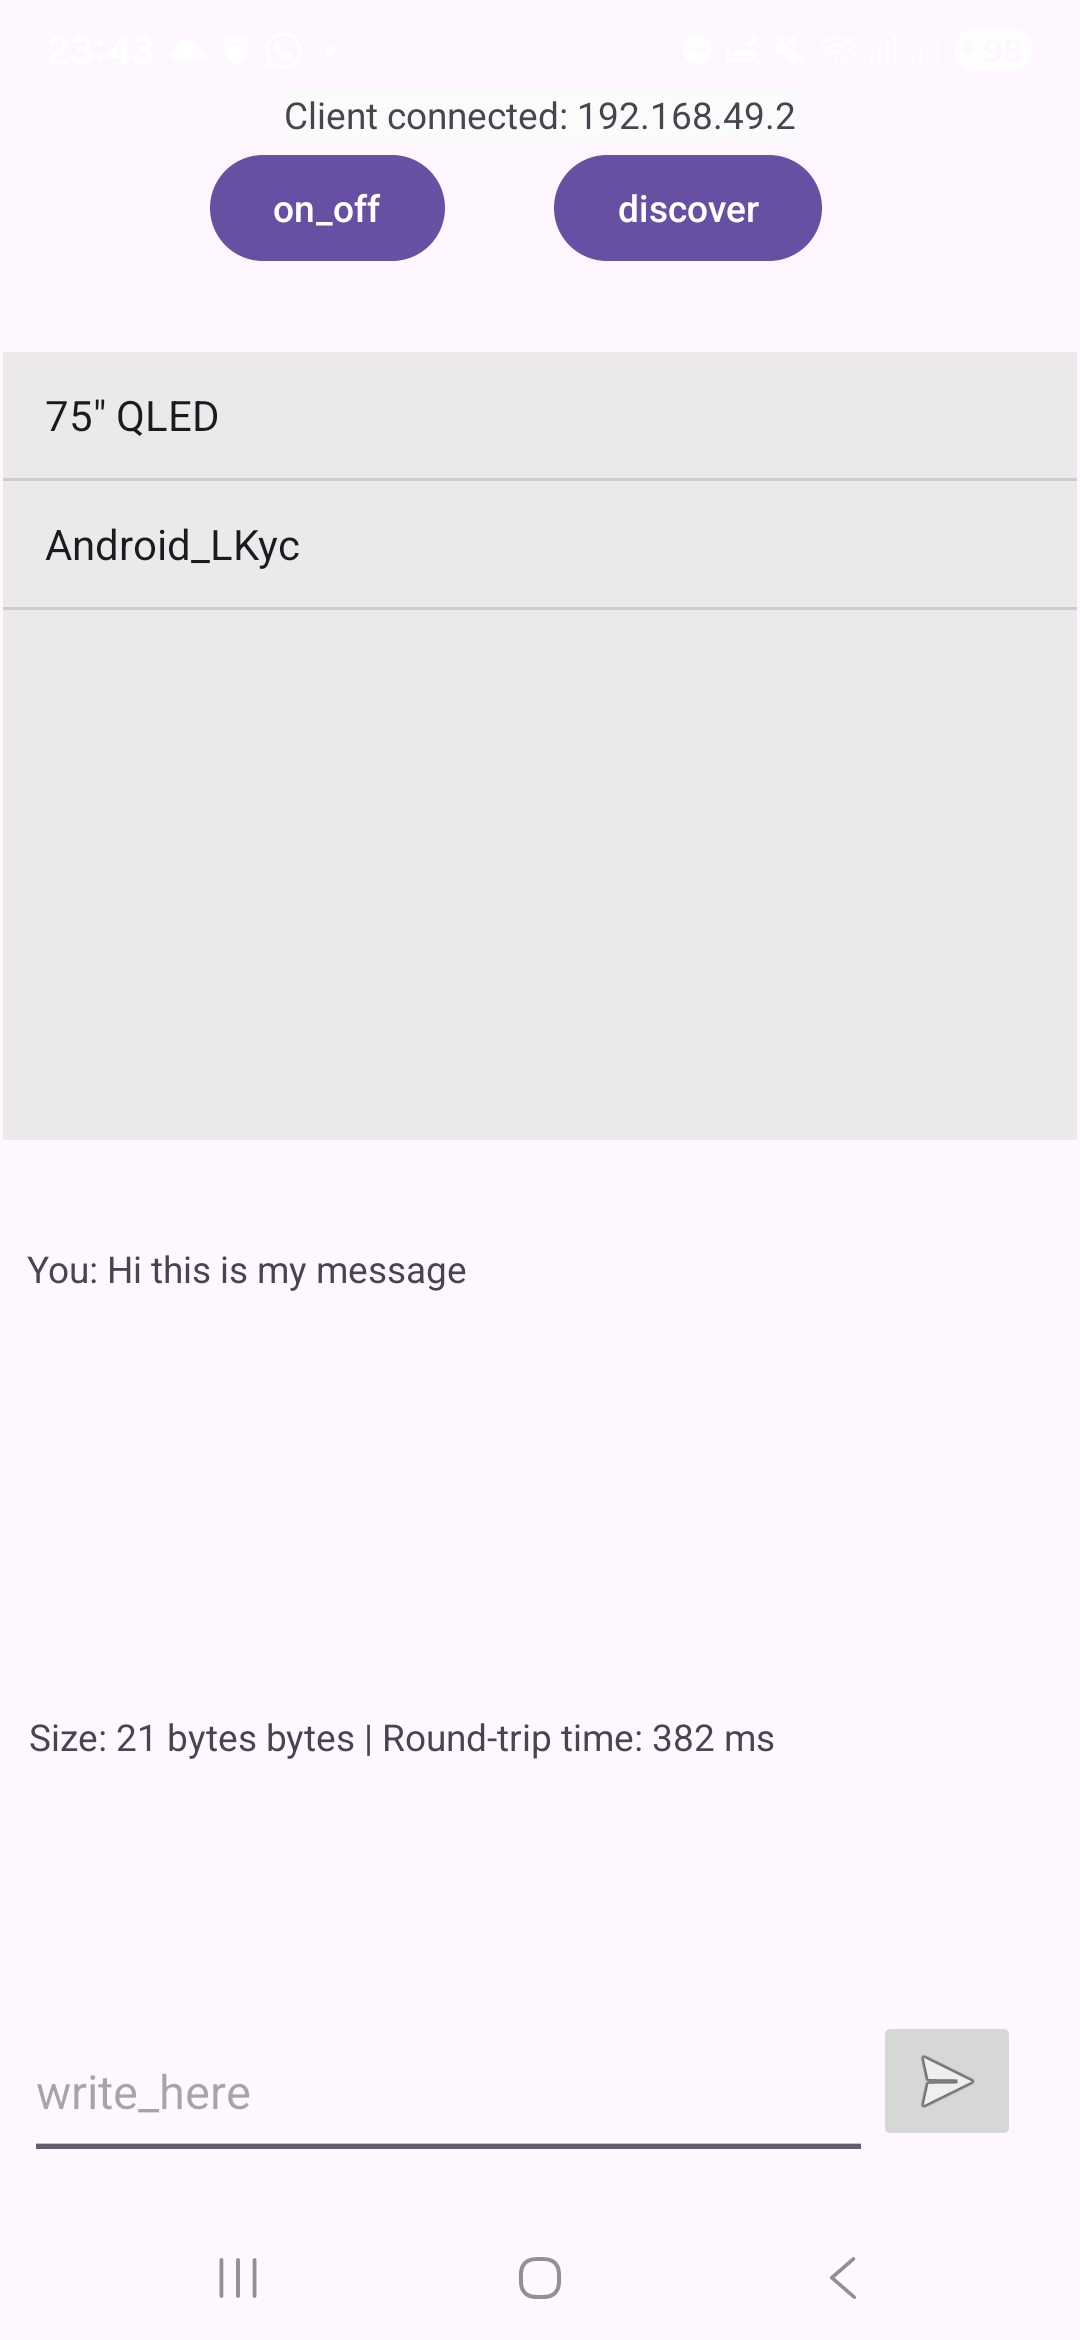 23:43 98
Client connected: 192.168.49.2
on_off discover
75" QLED
Android_LKyc
You: Hi this is my message
Size: 21 bytes bytes | Round-trip time: 382 ms
write_here